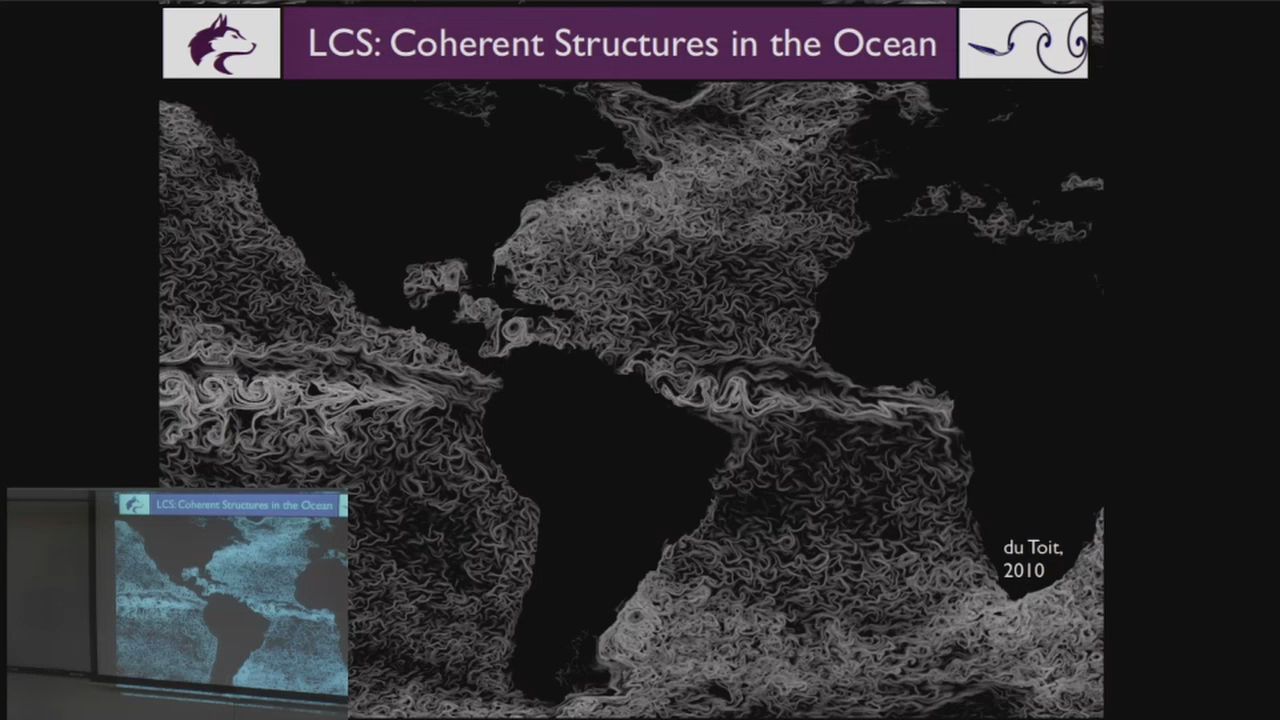 LCS: Coherent Structures in the Ocean
du Toit,
2010
LCS: Coherent Structures in the Ocean